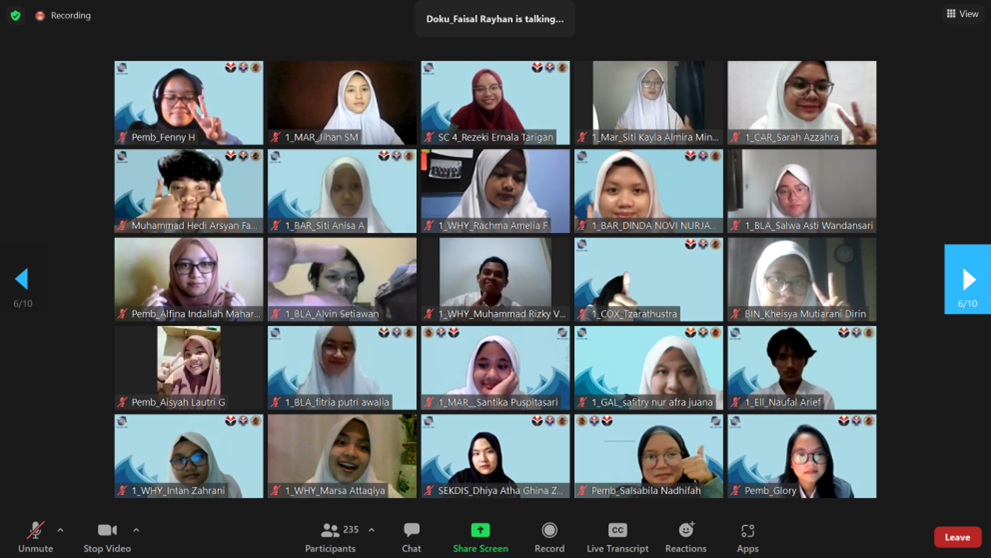 Recording
Doku_Faisal Rayhan is talking...
View
Pemb_Fenny H
1_MAR_Jihan SM
SC 4_Rezeki Ernala Tarigan
1_Mar_Siti Kayla Almira Min...
1_CAR_Sarah Azzahra
Muhammad Hedi Arsyan Fa...
1_BAR_Siti Anisa A
1_WHY_Rachma Amelia F
1_BAR_DINDA NOVI NURJA...
1_BLA_Salwa Asti Wandansari
Pemb_Alfina Indallah Mahar...
1_BLA_Alvin Setiawan
1_WHY_Muhammad Rizky V...
1_COX_Tzarathustra
BIN_Kheisya Mutiarani Dirin
6/10
6/10
Pemb_Aisyah Lautri G
1_BLA_fitria putri awalia
1_MAR__Santika Puspitasari
1_GAL_safitry nur afra juana
1_Ell_Naufal Arief
1_WHY_Intan Zahrani
1_WHY_Marsa Attaqiya
SEKDIS_Dhiya Atha Ghina Z...
Pemb_Salsabila Nadhifah
Pemb_Glory
Unmute
Stop Video
235
Participants
Chat
Share Screen
Record
CC
Live Transcript
Reactions
Apps
Leave